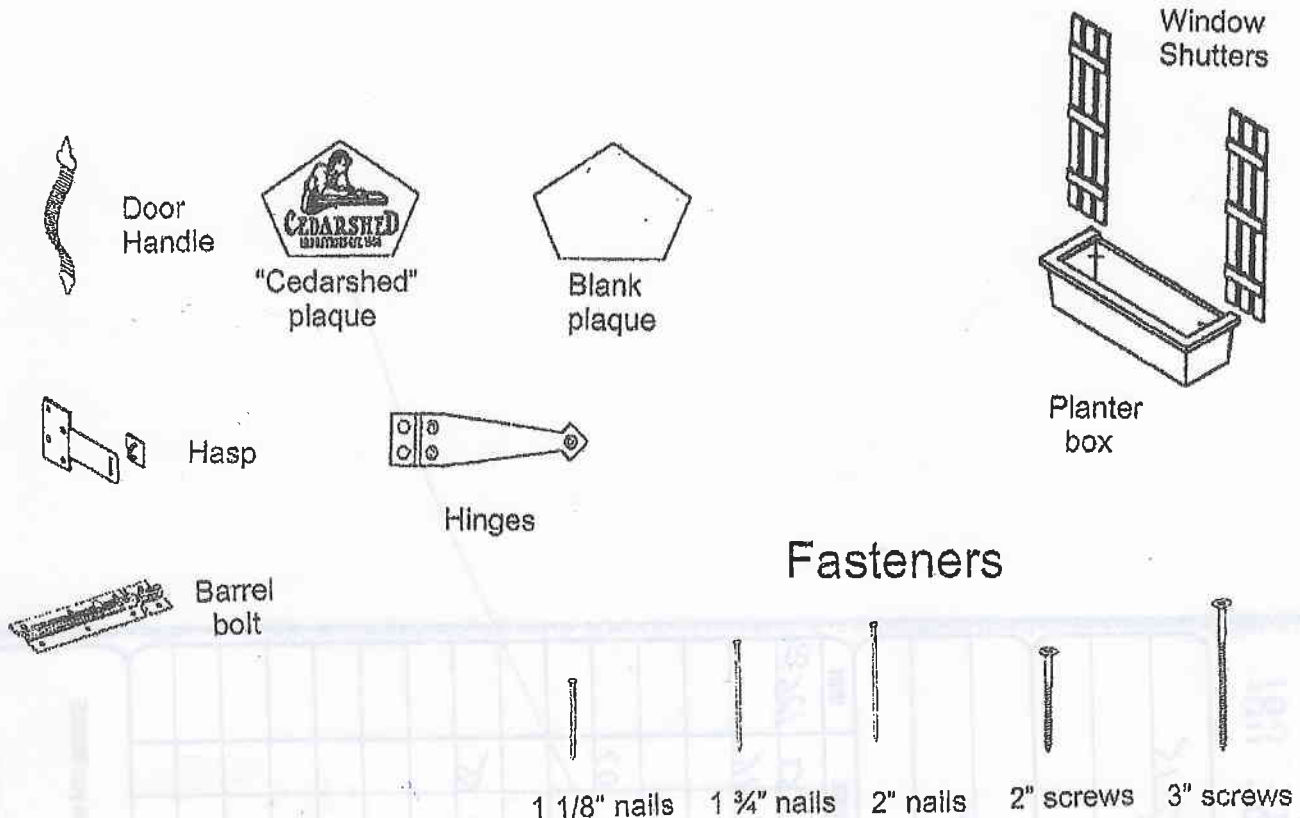 Window
Shutters
Door
Handle
CEDARSHED
"Cedarshed"
plaque
Blank
plaque
Planter
box
Hasp
Hinges
Fasteners
Barrel
bolt
1 1/8" nails
1 ¾" nails
2" nails
2" screws
3" screws